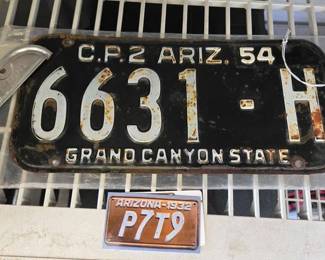 C.P.2 ARIZ. 54
6631-H
GRAND CANYON STATE
ARIZONA-1932
P7T9